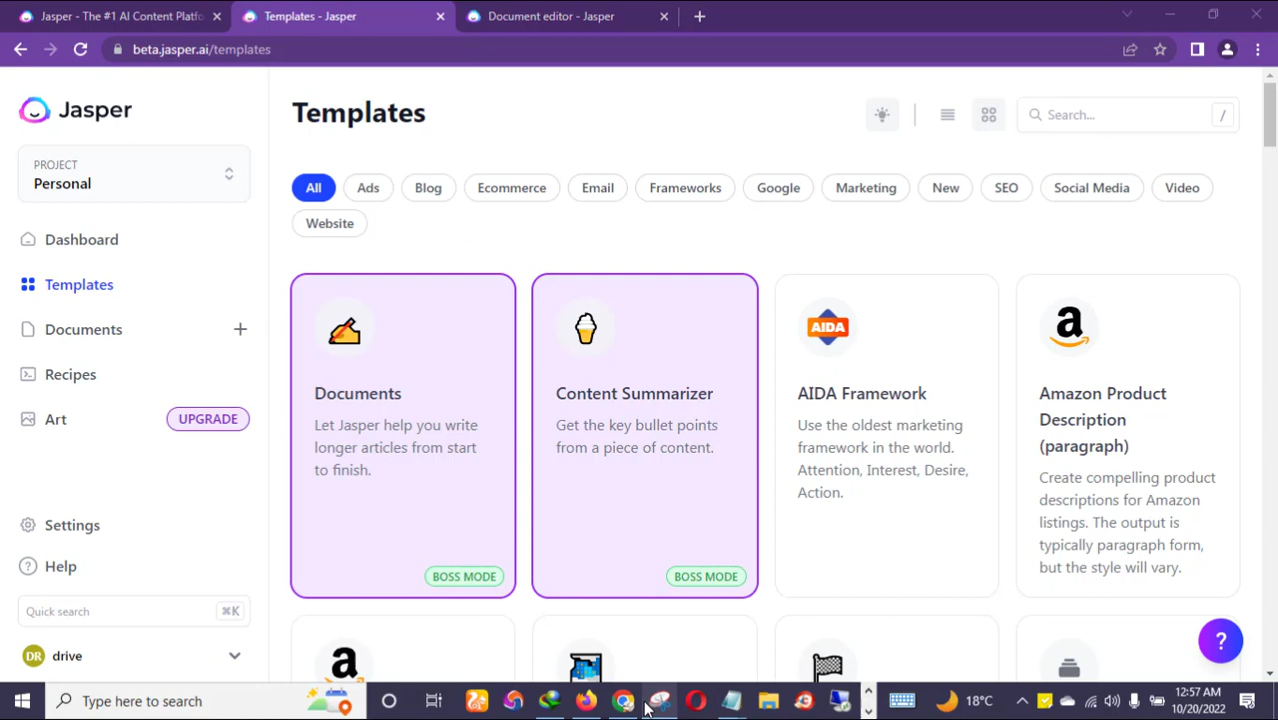 Jasper - The #1 AI Content Platfo
Templates - Jasper
Document editor - Jasper
beta.jasper.ai/templates
Jasper
PROJECT
Personal
Dashboard
Templates
Documents
Recipes
Art
UPGRADE
Settings
Help
Quick search
⌘K
DR
drive
Templates
Search...
/
All
Ads
Blog
Ecommerce
Email
Frameworks
Google
Marketing
New
SEO
Social Media
Video
Website
Documents
Let Jasper help you write
longer articles from start
to finish.
BOSS MODE
Content Summarizer
Get the key bullet points
from a piece of content.
BOSS MODE
AIDA
AIDA Framework
Use the oldest marketing
framework in the world.
Attention, Interest, Desire,
Action.
a
Amazon Product
Description
(paragraph)
Create compelling product
descriptions for Amazon
listings. The output is
typically paragraph form,
but the style will vary.
a
?
Type here to search
18°C
12:57 AM
10/20/2022